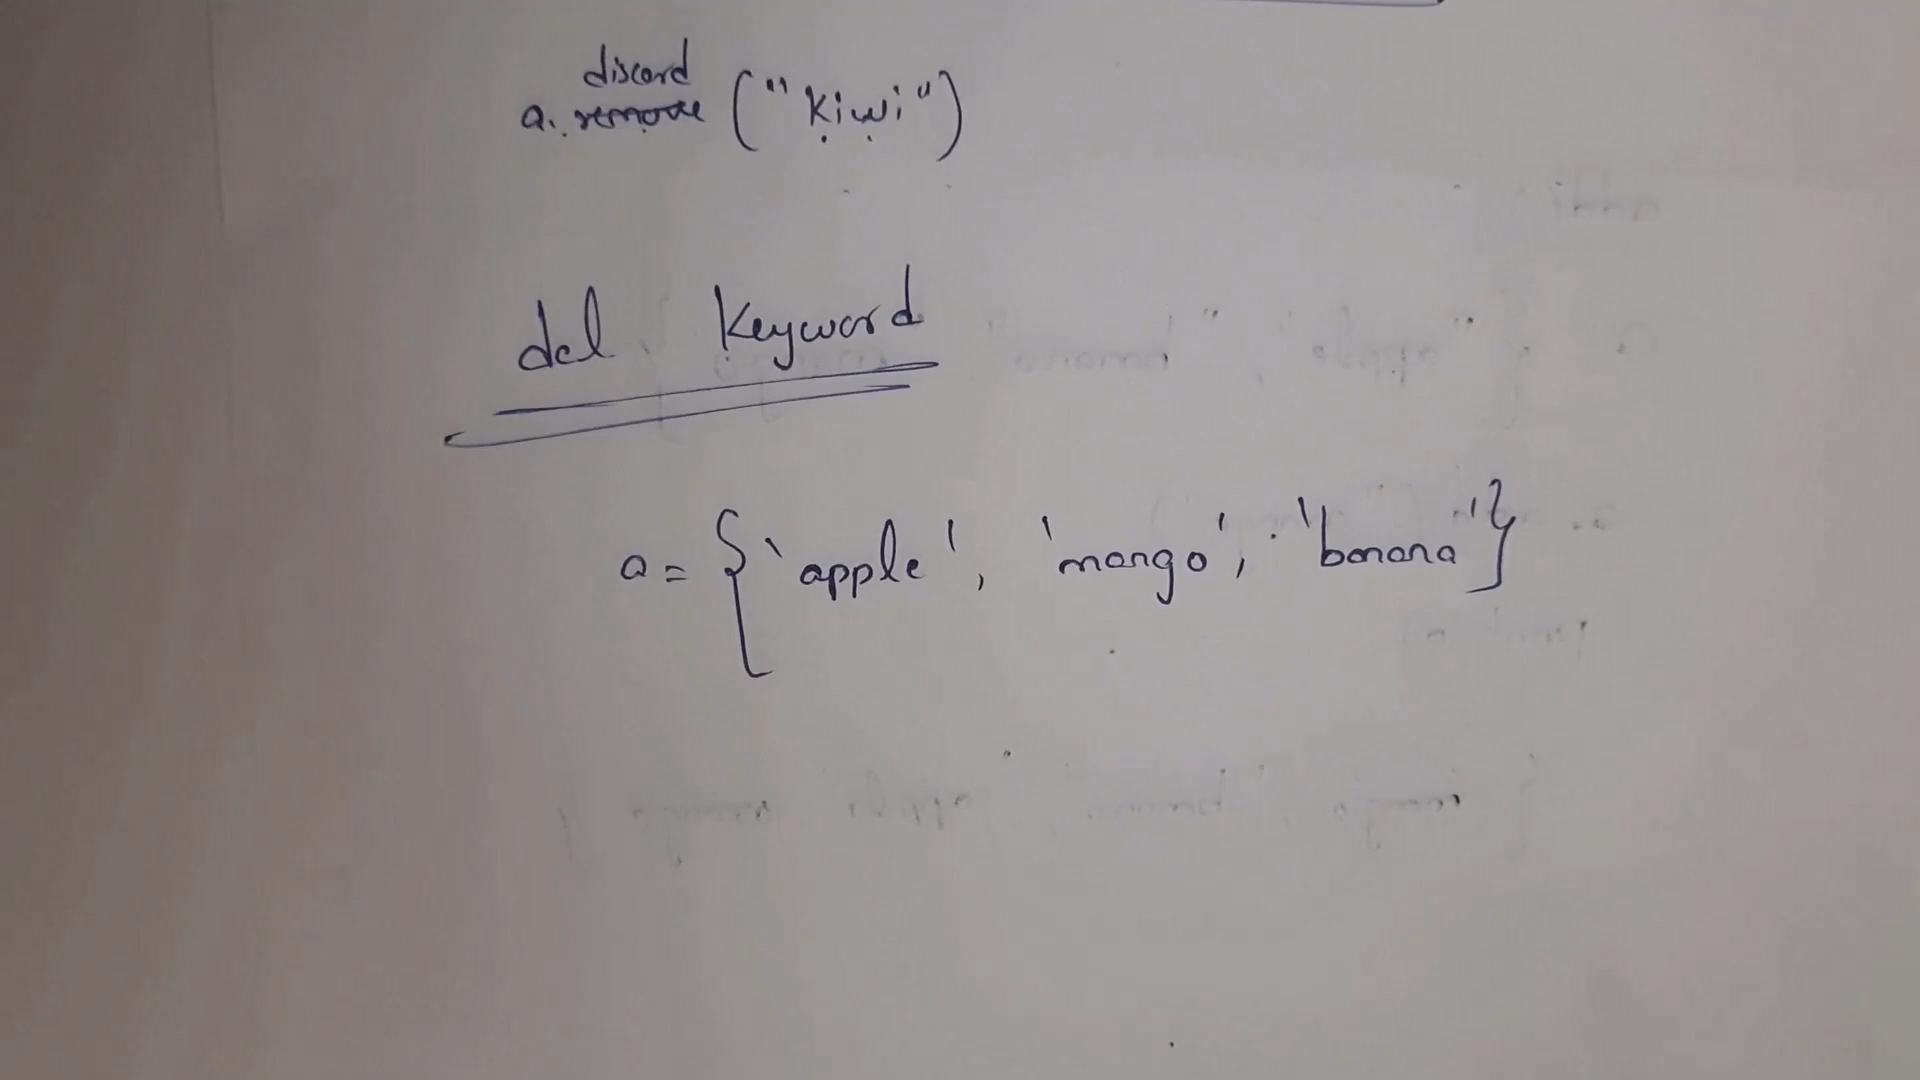 discard
a. remove ("kiwi")
del keyword
a = {'apple', 'mango', 'banana'}